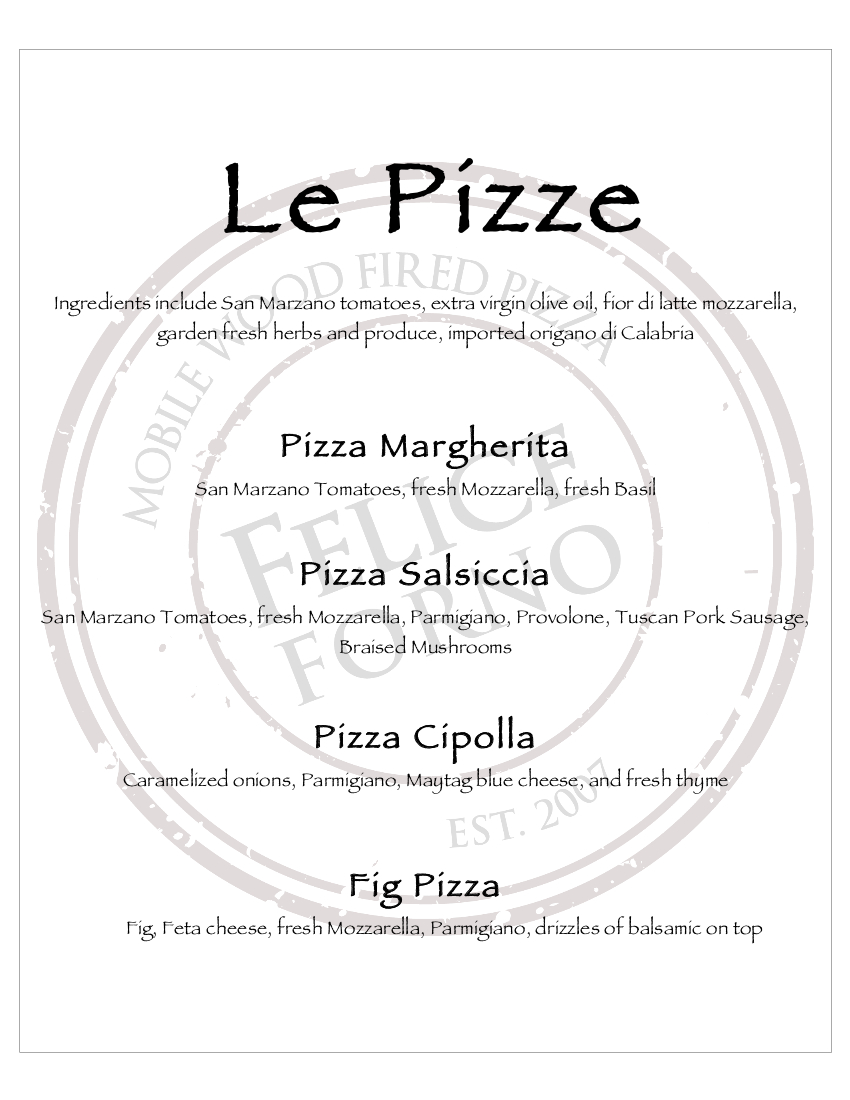 Le Pizze
MOBILE WOOD FIRED PIZZA
Ingredients include San Marzano tomatoes, extra virgin olive oil, fior di latte mozzarella,
garden fresh herbs and produce, imported origano di Calabria
Pizza Margherita
San Marzano Tomatoes, fresh Mozzarella, fresh Basil
FELICE
FORNO
Pizza Salsiccia
San Marzano Tomatoes, fresh Mozzarella, Parmigiano, Provolone, Tuscan Pork Sausage,
Braised Mushrooms
Pizza Cipolla
Caramelized onions, Parmigiano, Maytag blue cheese, and fresh thyme
EST. 2007
Fig Pizza
Fig, Feta cheese, fresh Mozzarella, Parmigiano, drizzles of balsamic on top